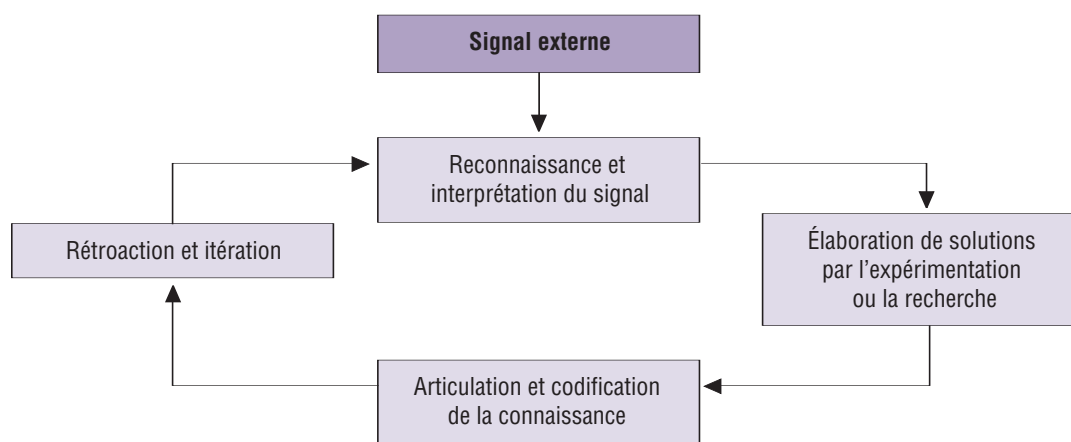 Signal externe
Reconnaissance et
interprétation du signal
Rétroaction et itération
Élaboration de solutions
par l’expérimentation
ou la recherche
Articulation et codification
de la connaissance